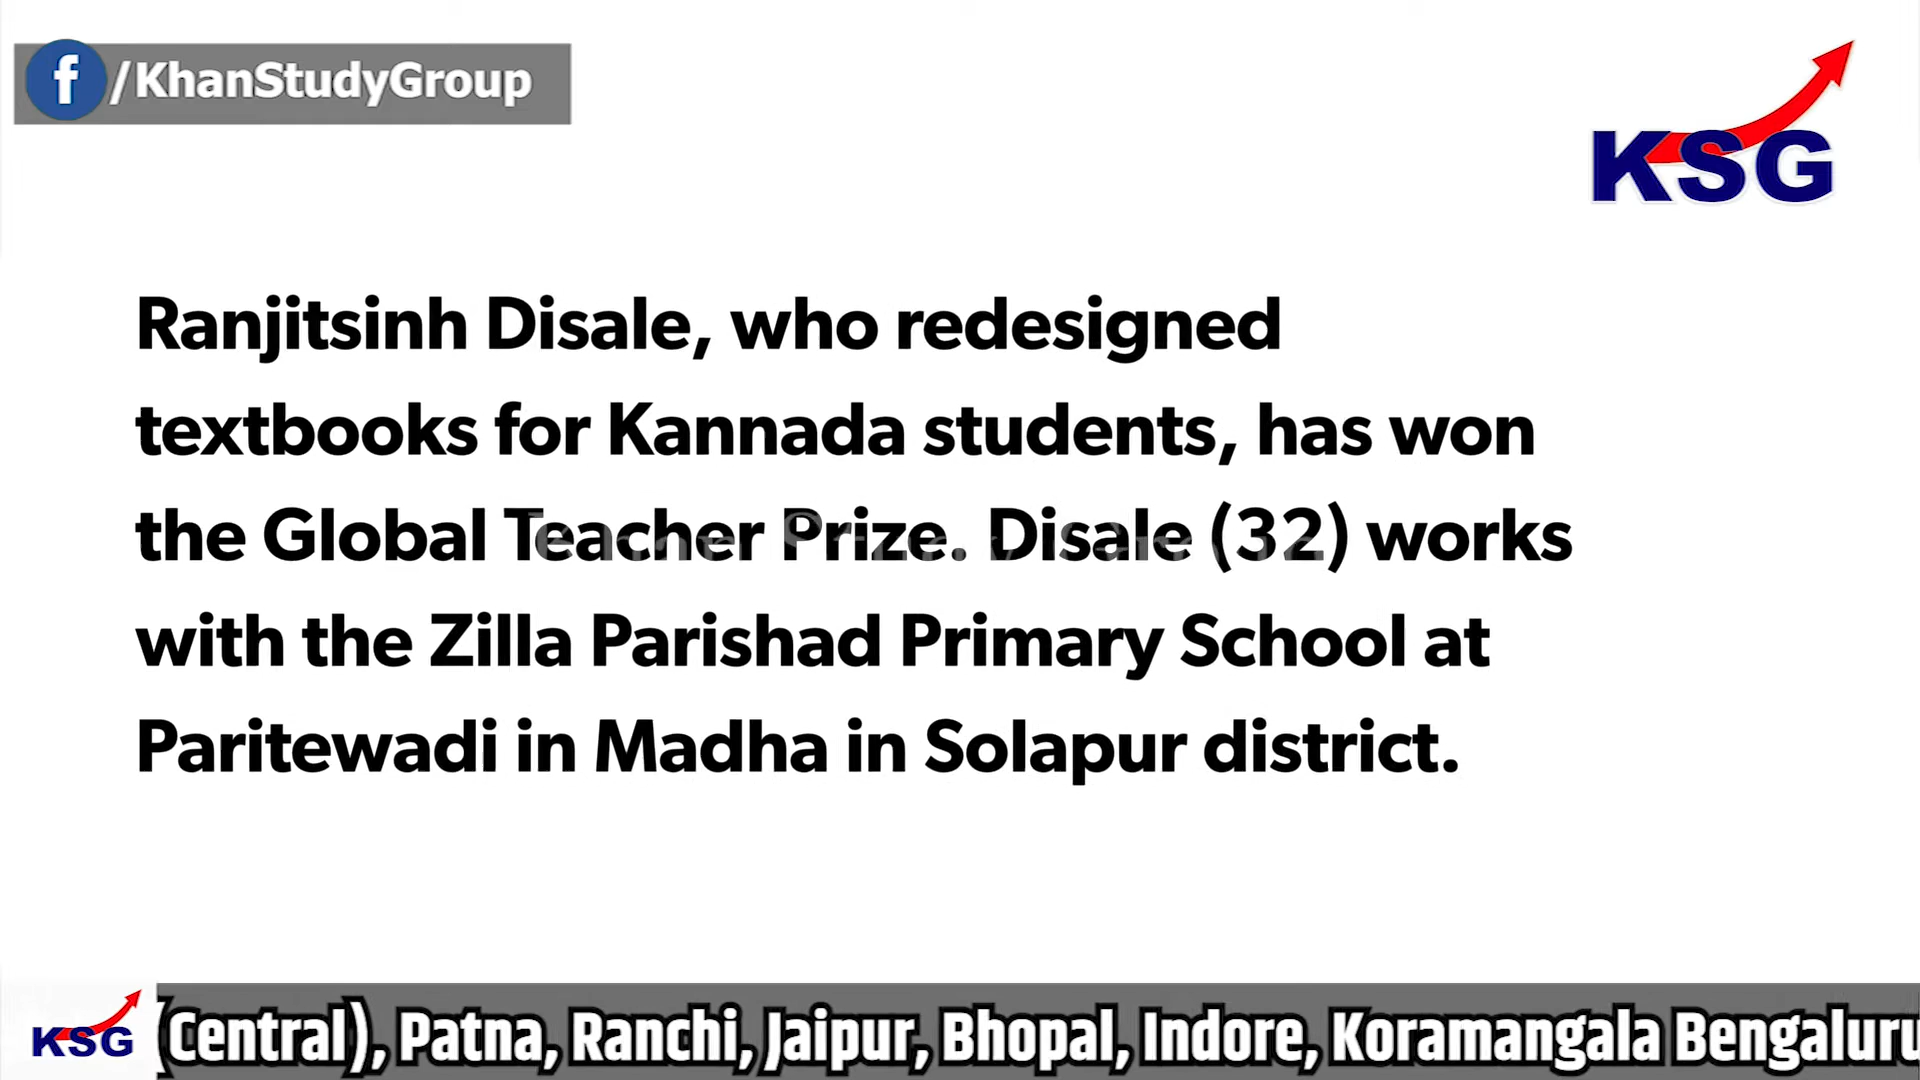 f/KhanStudyGroup
KSG
Ranjitsinh Disale, who redesigned
textbooks for Kannada students, has won
the Global Teacher Prize. Disale (32) works
with the Zilla Parishad Primary School at
Paritewadi in Madha in Solapur district.
KSG (Central), Patna, Ranchi, Jaipur, Bhopal, Indore, Koramangala Bengaluru